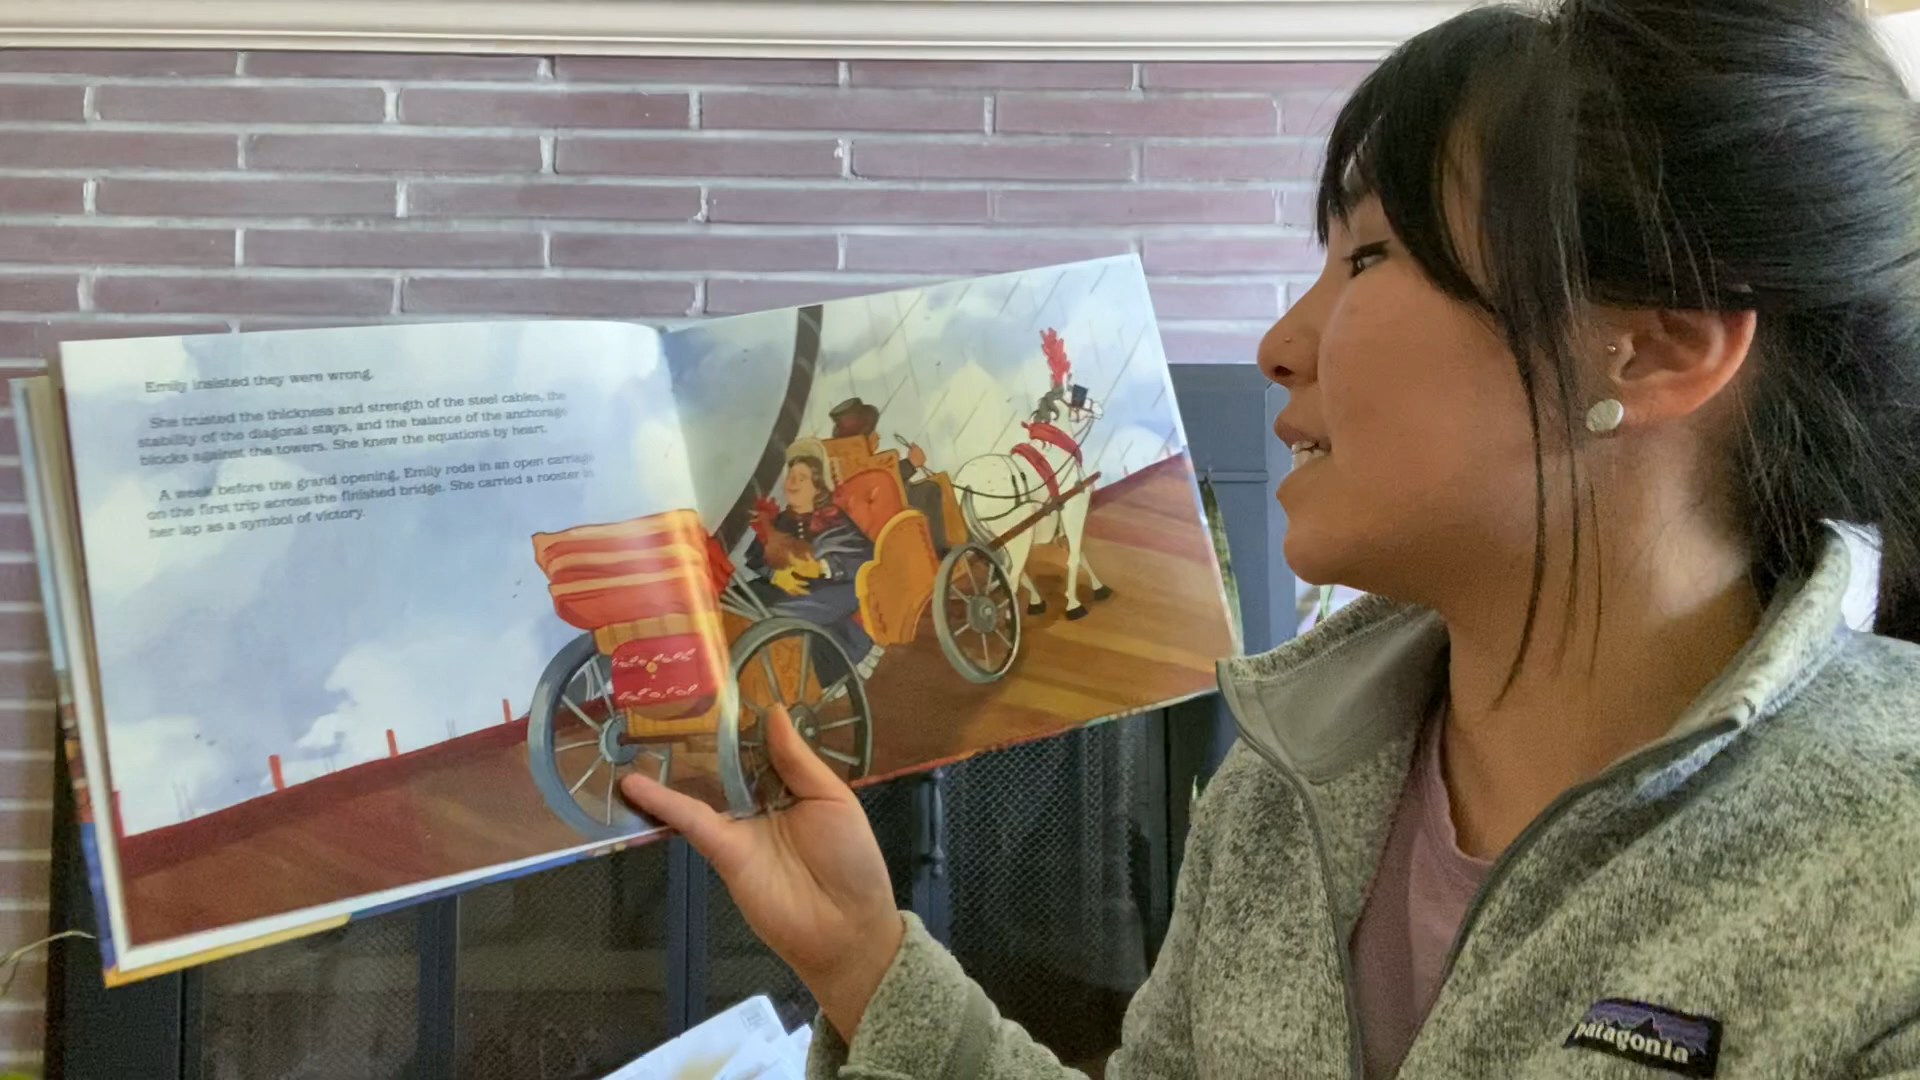 Emily insisted they were wrong.
She trusted the thickness and strength of the steel cables, the
stability of the diagonal stays, and the balance of the anchorage
blocks against the towers. She knew the equations by heart.
A week before the grand opening, Emily rode in an open carriage
on the first trip across the finished bridge. She carried a rooster in
her lap as a symbol of victory.
patagonia